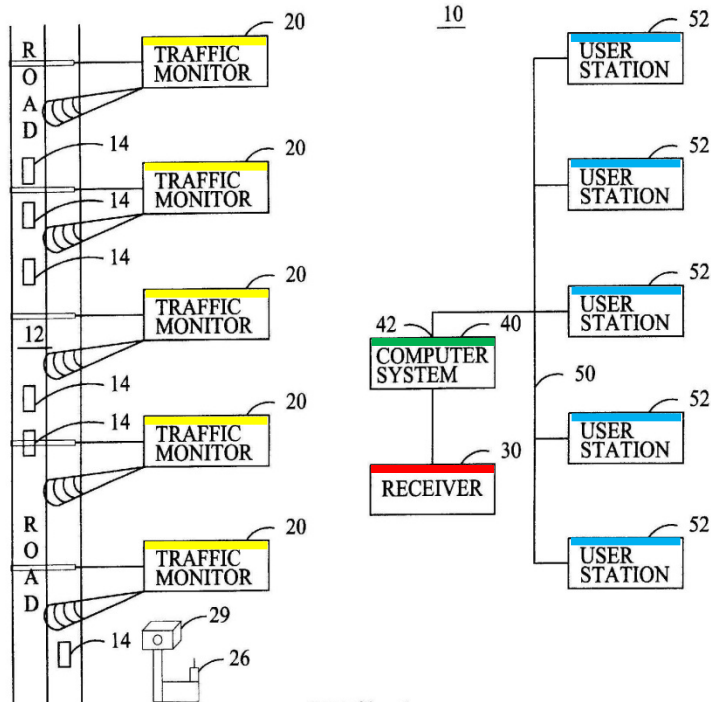 10
20
52
ROAD
TRAFFIC
MONITOR
USER
STATION
14
20
52
TRAFFIC
MONITOR
USER
STATION
14
14
20
52
TRAFFIC
MONITOR
USER
STATION
12
42
40
COMPUTER
SYSTEM
50
14
14
20
52
TRAFFIC
MONITOR
USER
STATION
30
RECEIVER
ROAD
20
52
TRAFFIC
MONITOR
USER
STATION
29
14
26